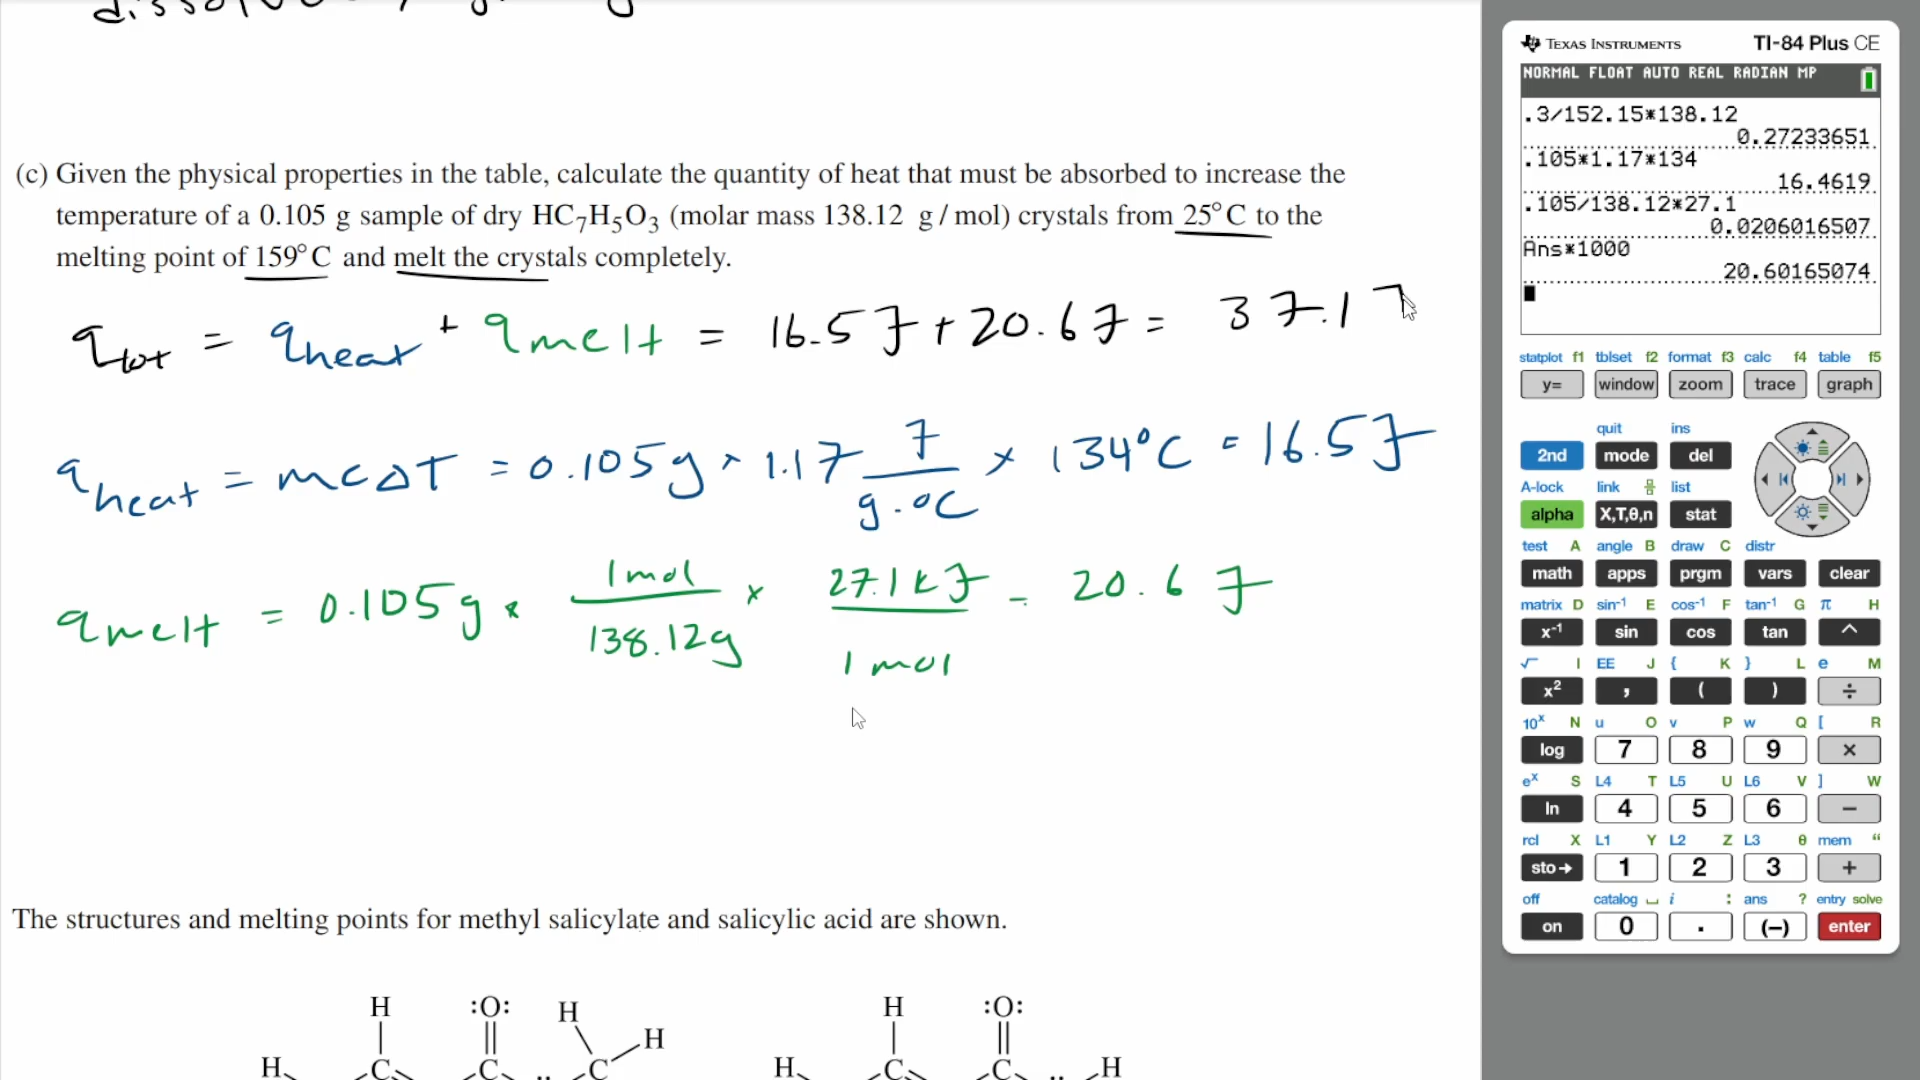 (c) Given the physical properties in the table, calculate the quantity of heat that must be absorbed to increase the
temperature of a 0.105 g sample of dry HC₇H₅O₃ (molar mass 138.12 g/mol) crystals from 25°C to the
melting point of 159°C and melt the crystals completely.
q_tot = q_heat + q_melt = 16.5 J + 20.6 J = 37.1 J
q_heat = mcΔT = 0.105 g × 1.17 J/g·°C × 134°C = 16.5 J
q_melt = 0.105 g × 1 mol/138.12 g × 27.1 kJ/1 mol = 20.6 J
The structures and melting points for methyl salicylate and salicylic acid are shown.
H :O: H H :O:
H
H C C C H C C H
TEXAS INSTRUMENTS TI-84 Plus CE
NORMAL FLOAT AUTO REAL RADIAN MP
.3/152.15*138.12
0.27233651
.105*1.17*134
16.4619
.105/138.12*27.1
0.0206016507
Ans*1000
20.60165074
statplot f1 tblset f2 format f3 calc f4 table f5
y= window zoom trace graph
quit ins
2nd mode del
A-lock link list
alpha X,T,θ,n stat
test A angle B draw C distr
math apps prgm vars clear
matrix D sin⁻¹ E cos⁻¹ F tan⁻¹ G π H
x⁻¹ sin cos tan ^
√ I EE J { K } L e M
x² , ( ) ÷
10ˣ N u O v P w Q [ R
log 7 8 9 ×
eˣ S L4 T L5 U L6 V ] W
ln 4 5 6 −
rcl X L1 Y L2 Z L3 θ mem "
sto→ 1 2 3 +
off catalog ⎵ i : ans ? entry solve
on 0 . (−) enter